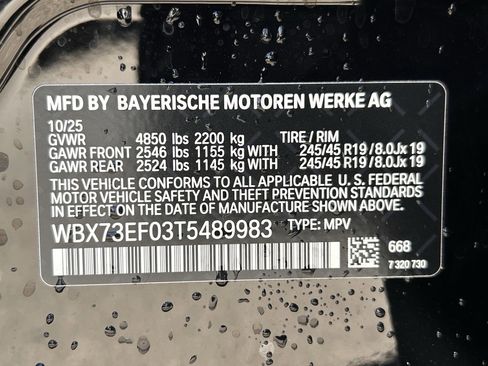 MFD BY BAYERISCHE MOTOREN WERKE AG
10/25
GVWR 4850 lbs 2200 kg TIRE / RIM
GAWR FRONT 2546 lbs 1155 kg WITH 245/45 R19 / 8.0Jx19
GAWR REAR 2524 lbs 1145 kg WITH 245/45 R19 / 8.0Jx19
THIS VEHICLE CONFORMS TO ALL APPLICABLE U. S. FEDERAL
MOTOR VEHICLE SAFETY AND THEFT PREVENTION STANDARDS
IN EFFECT ON THE DATE OF MANUFACTURE SHOWN ABOVE.
WBX73EF03T5489983 TYPE: MPV
668
7 320 730